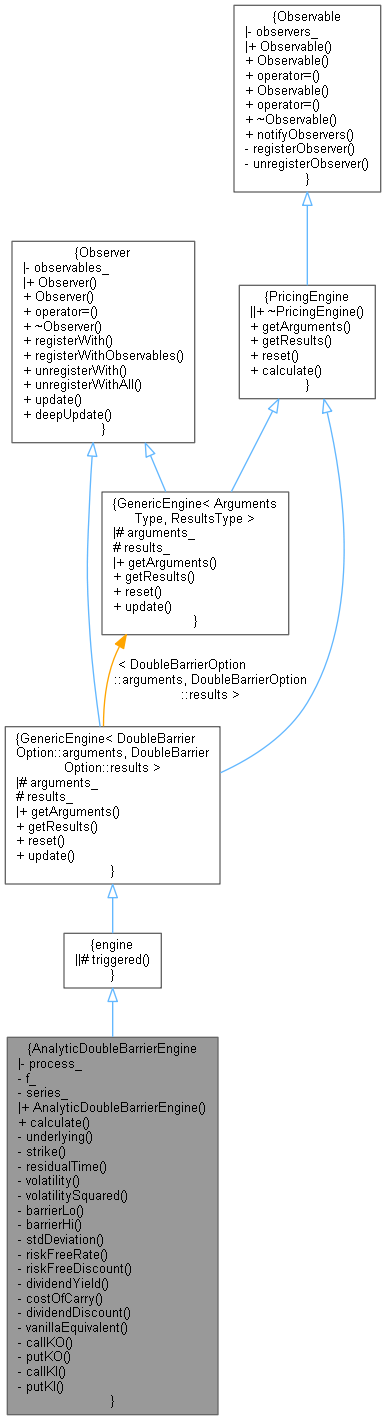 {Observable
|- observers_
|+ Observable()
+ Observable()
+ operator=()
+ Observable()
+ operator=()
+ ~Observable()
+ notifyObservers()
- registerObserver()
- unregisterObserver()
}
{Observer
|- observables_
|+ Observer()
+ Observer()
+ operator=()
+ ~Observer()
+ registerWith()
+ registerWithObservables()
+ unregisterWith()
+ unregisterWithAll()
+ update()
+ deepUpdate()
}
{PricingEngine
||+ ~PricingEngine()
+ getArguments()
+ getResults()
+ reset()
+ calculate()
}
{GenericEngine< Arguments
Type, ResultsType >
|# arguments_
# results_
|+ getArguments()
+ getResults()
+ reset()
+ update()
}
< DoubleBarrierOption
::arguments, DoubleBarrierOption
::results >
{GenericEngine< DoubleBarrier
Option::arguments, DoubleBarrier
Option::results >
|# arguments_
# results_
|+ getArguments()
+ getResults()
+ reset()
+ update()
}
{engine
||# triggered()
}
{AnalyticDoubleBarrierEngine
|- process_
- f_
- series_
|+ AnalyticDoubleBarrierEngine()
+ calculate()
- underlying()
- strike()
- residualTime()
- volatility()
- volatilitySquared()
- barrierLo()
- barrierHi()
- stdDeviation()
- riskFreeRate()
- riskFreeDiscount()
- dividendYield()
- costOfCarry()
- dividendDiscount()
- vanillaEquivalent()
- callKO()
- putKO()
- callKI()
- putKI()
}